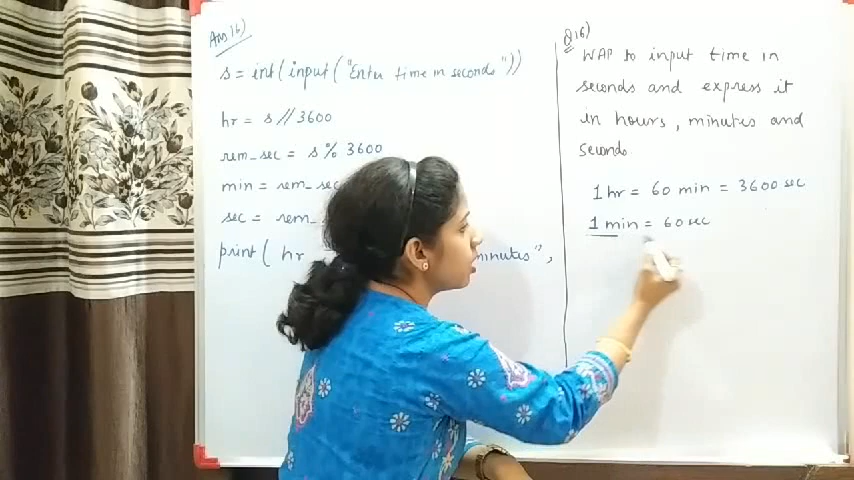 Ans 16)
s = int(input("Enter time in seconds"))
hr = s // 3600
rem_sec = s % 3600
min = rem_sec
sec = rem_
print( hr minutes",
Q16)
WAP to input time in
seconds and express it
in hours, minutes and
seconds.
1 hr = 60 min = 3600 sec
1 min = 60 sec